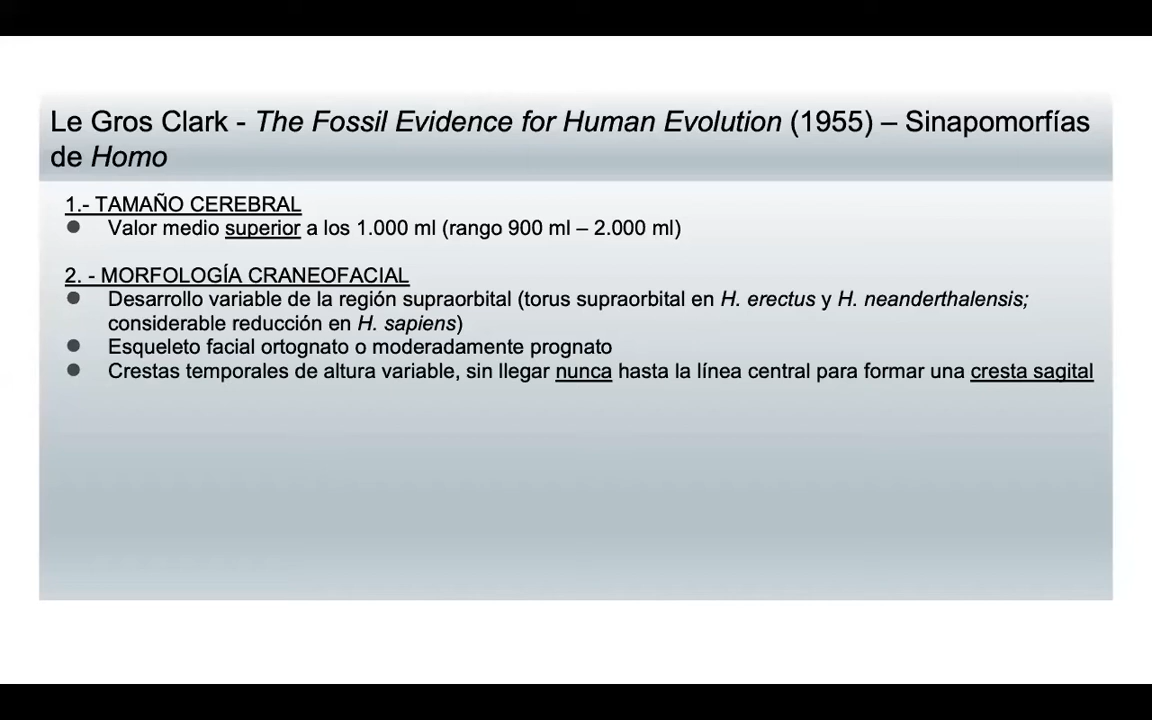 Le Gros Clark - The Fossil Evidence for Human Evolution (1955) – Sinapomorfías
de Homo
1.- TAMAÑO CEREBRAL
● Valor medio superior a los 1.000 ml (rango 900 ml – 2.000 ml)
2. - MORFOLOGÍA CRANEOFACIAL
● Desarrollo variable de la región supraorbital (torus supraorbital en H. erectus y H. neanderthalensis;
considerable reducción en H. sapiens)
● Esqueleto facial ortognato o moderadamente prognato
● Crestas temporales de altura variable, sin llegar nunca hasta la línea central para formar una cresta sagital